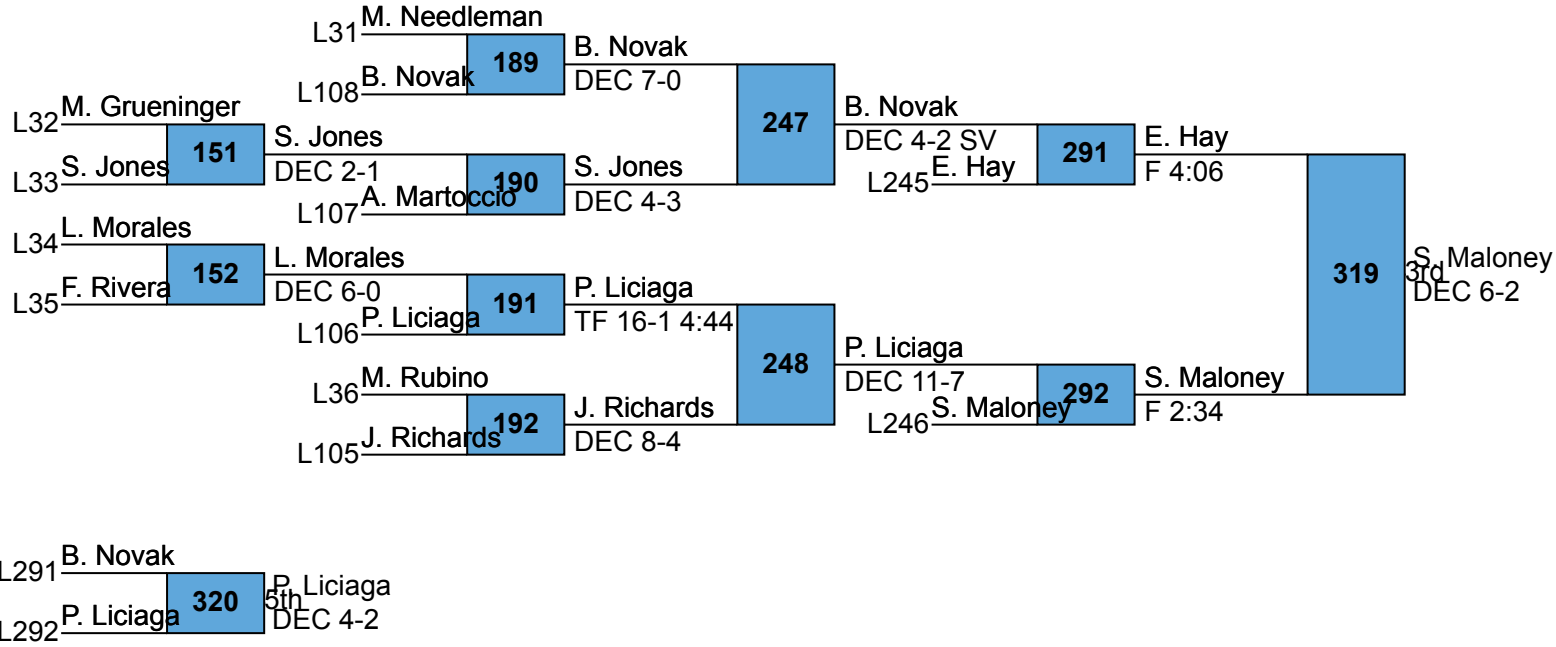 M. Needleman
L31
189
B. Novak
DEC 7-0
B. Novak
L108
M. Grueninger
L32
151
S. Jones
DEC 2-1
S. Jones
L33
190
S. Jones
DEC 4-3
A. Martoccio
L107
247
B. Novak
DEC 4-2 SV
E. Hay
L245
291
E. Hay
F 4:06
L. Morales
L34
152
L. Morales
DEC 6-0
F. Rivera
L35
191
P. Liciaga
TF 16-1 4:44
P. Liciaga
L106
M. Rubino
L36
192
J. Richards
DEC 8-4
J. Richards
L105
248
P. Liciaga
DEC 11-7
S. Maloney
L246
292
S. Maloney
F 2:34
319
3rd
S. Maloney
DEC 6-2
B. Novak
L291
320
5th
P. Liciaga
DEC 4-2
P. Liciaga
L292